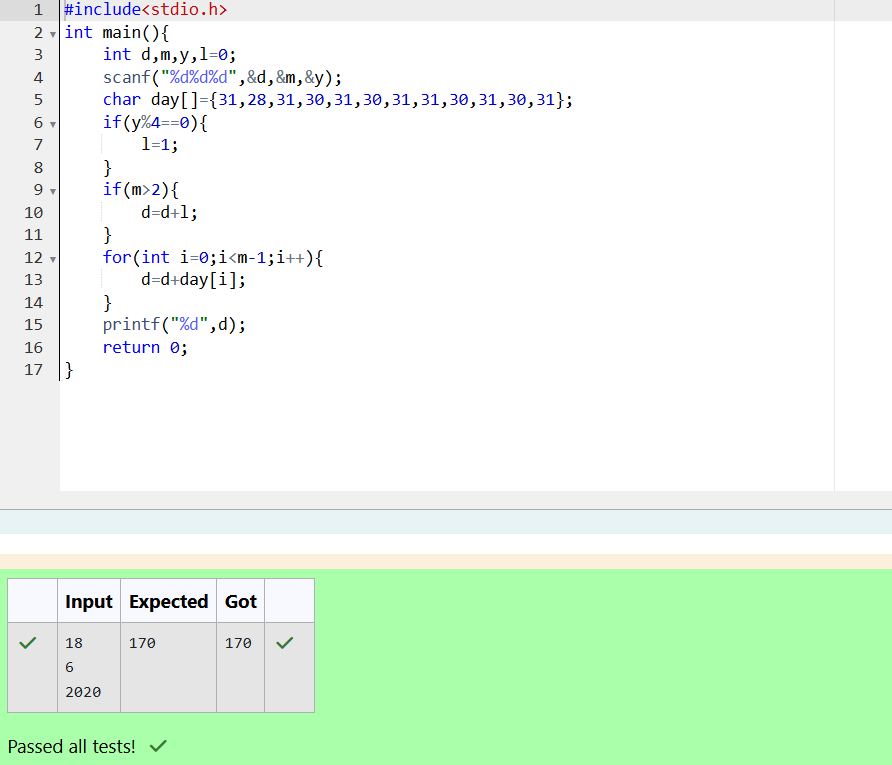 1 #include<stdio.h>
2 int main(){
3     int d,m,y,l=0;
4     scanf("%d%d%d",&d,&m,&y);
5     char day[]={31,28,31,30,31,30,31,31,30,31,30,31};
6     if(y%4==0){
7         l=1;
8     }
9     if(m>2){
10         d=d+l;
11     }
12     for(int i=0;i<m-1;i++){
13         d=d+day[i];
14     }
15     printf("%d",d);
16     return 0;
17 }
Input Expected Got
18 170 170
6
2020
Passed all tests!